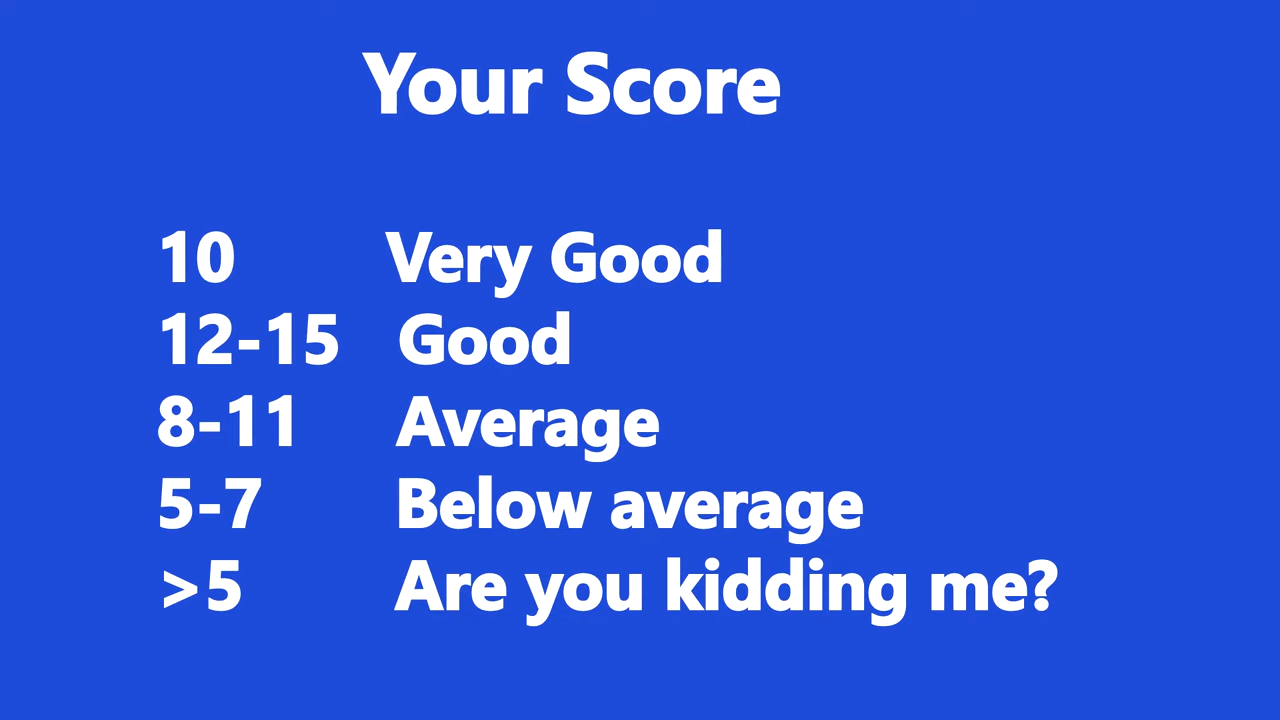 Your Score
10 Very Good
12-15 Good
8-11 Average
5-7 Below average
>5 Are you kidding me?